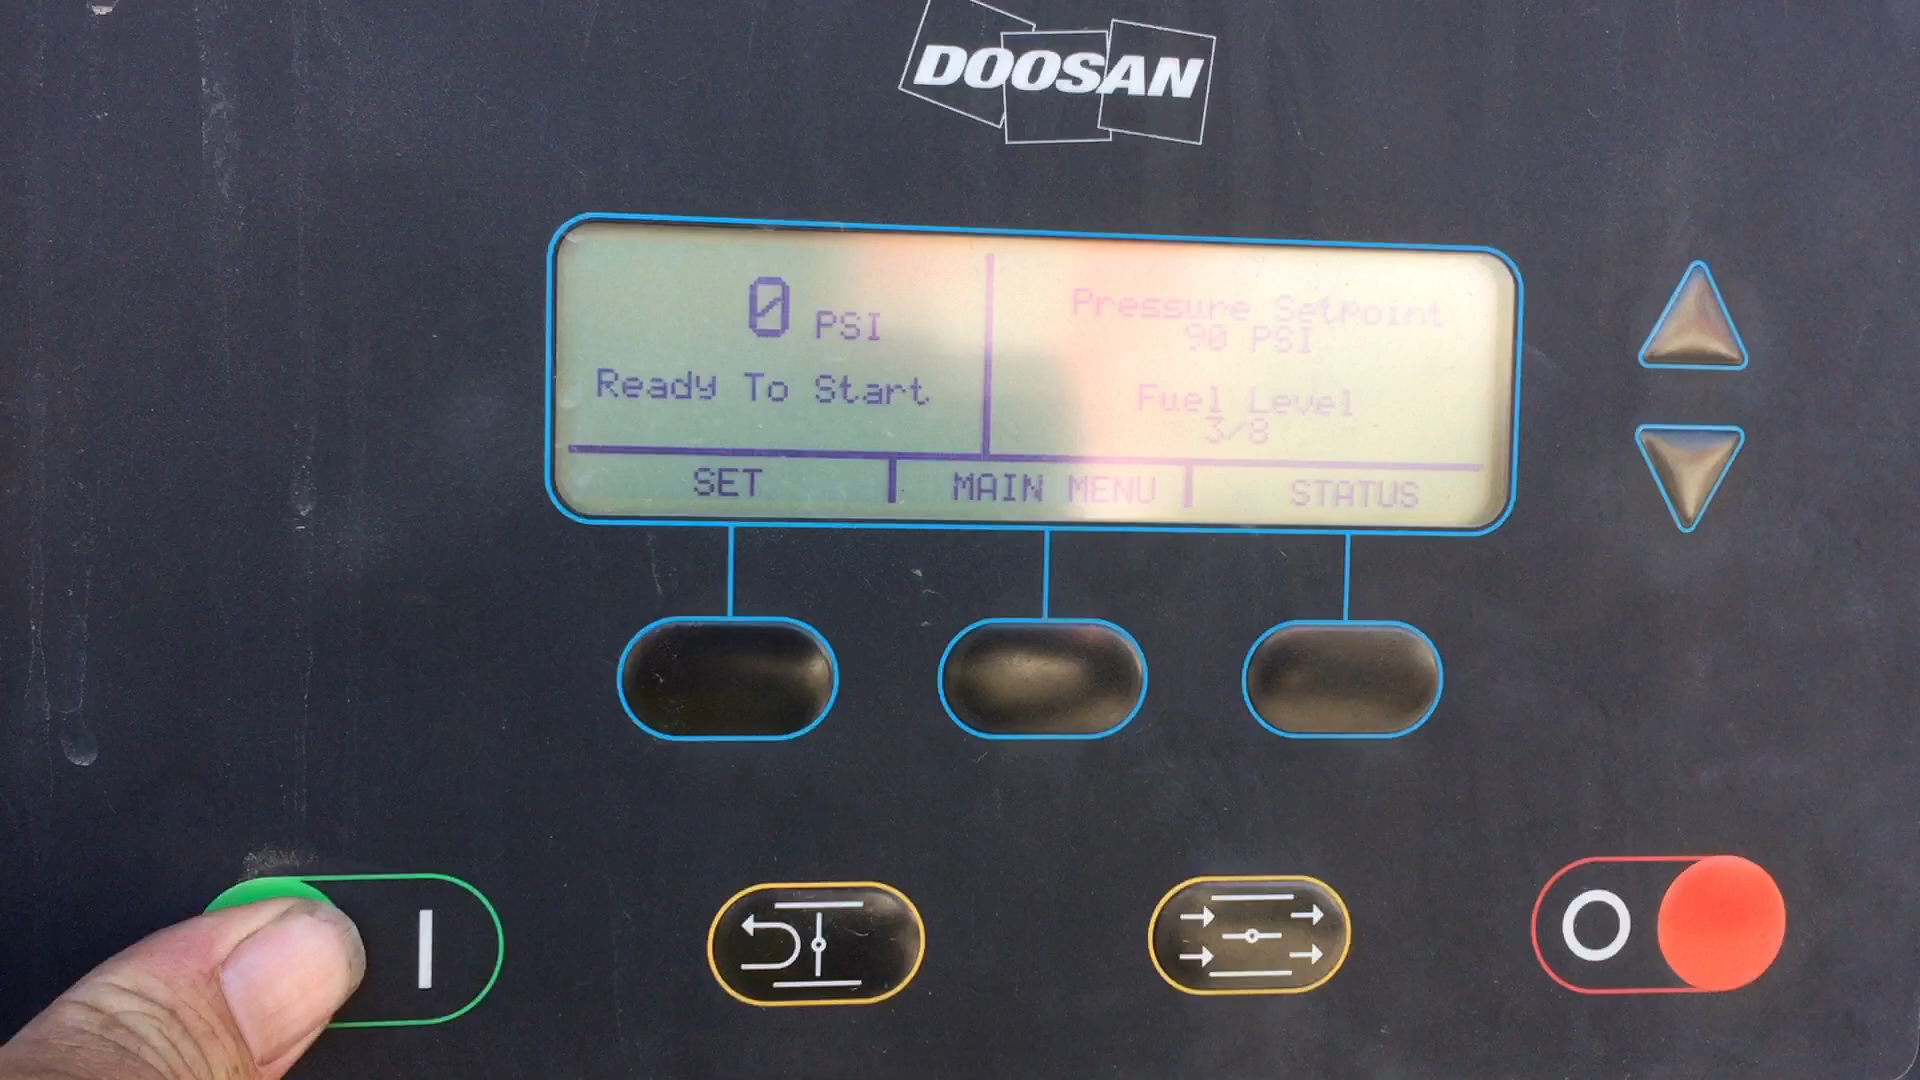 DOOSAN
0 PSI
Ready To Start
Pressure Setpoint
90 PSI
Fuel Level
3/8
SET
MAIN MENU
STATUS